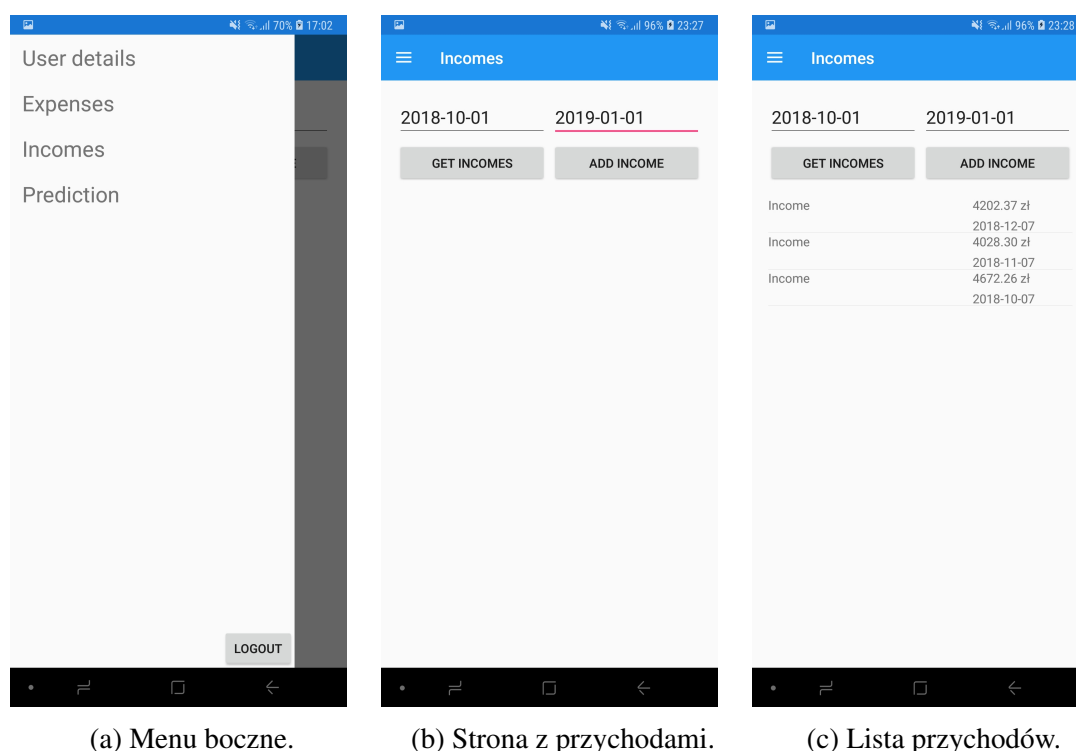 70% 17:02
User details
Expenses
Incomes
Prediction
LOGOUT
(a) Menu boczne.
96% 23:27
Incomes
2018-10-01 2019-01-01
GET INCOMES ADD INCOME
(b) Strona z przychodami.
96% 23:28
Incomes
2018-10-01 2019-01-01
GET INCOMES ADD INCOME
Income 4202.37 zł
2018-12-07
Income 4028.30 zł
2018-11-07
Income 4672.26 zł
2018-10-07
(c) Lista przychodów.